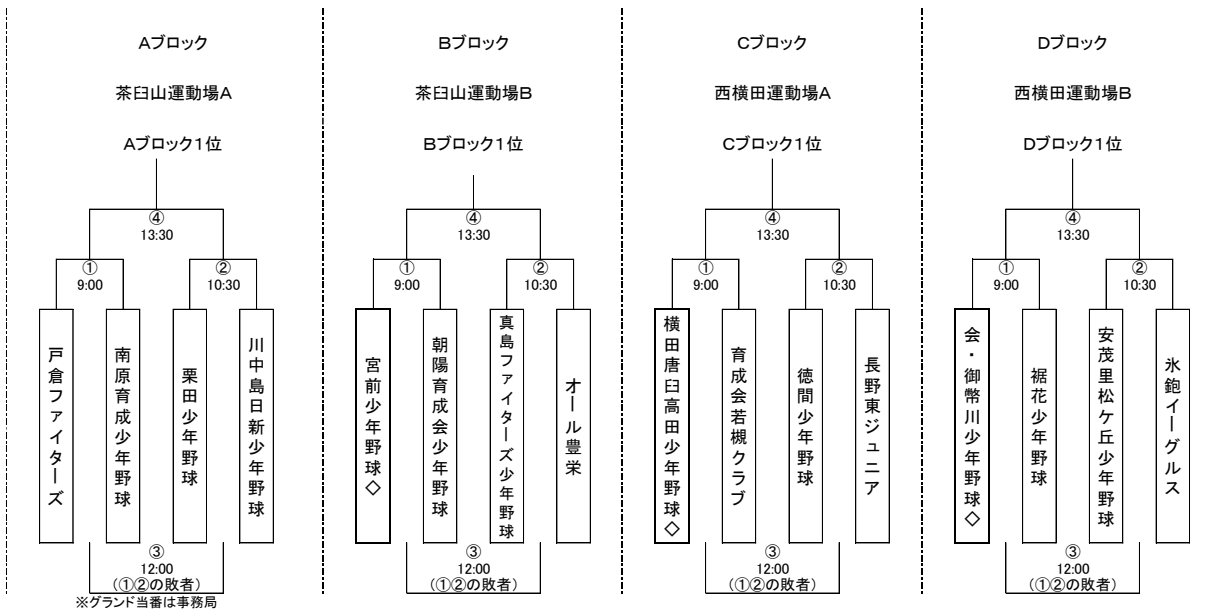 Aブロック
茶臼山運動場A
Aブロック1位
④
13:30
①
9:00
②
10:30
戸倉ファイターズ
南原育成少年野球
栗田少年野球
川中島日新少年野球
③
12:00
(①②の敗者)
※グランド当番は事務局
Bブロック
茶臼山運動場B
Bブロック1位
④
13:30
①
9:00
②
10:30
宮前少年野球◇
朝陽育成会少年野球
真島ファイターズ少年野球
オール豊栄
③
12:00
(①②の敗者)
Cブロック
西横田運動場A
Cブロック1位
④
13:30
①
9:00
②
10:30
横田唐臼高田少年野球◇
育成会若槻クラブ
徳間少年野球
長野東ジュニア
③
12:00
(①②の敗者)
Dブロック
西横田運動場B
Dブロック1位
④
13:30
①
9:00
②
10:30
会・御幣川少年野球◇
裾花少年野球
安茂里松ケ丘少年野球
氷鉋イーグルス
③
12:00
(①②の敗者)